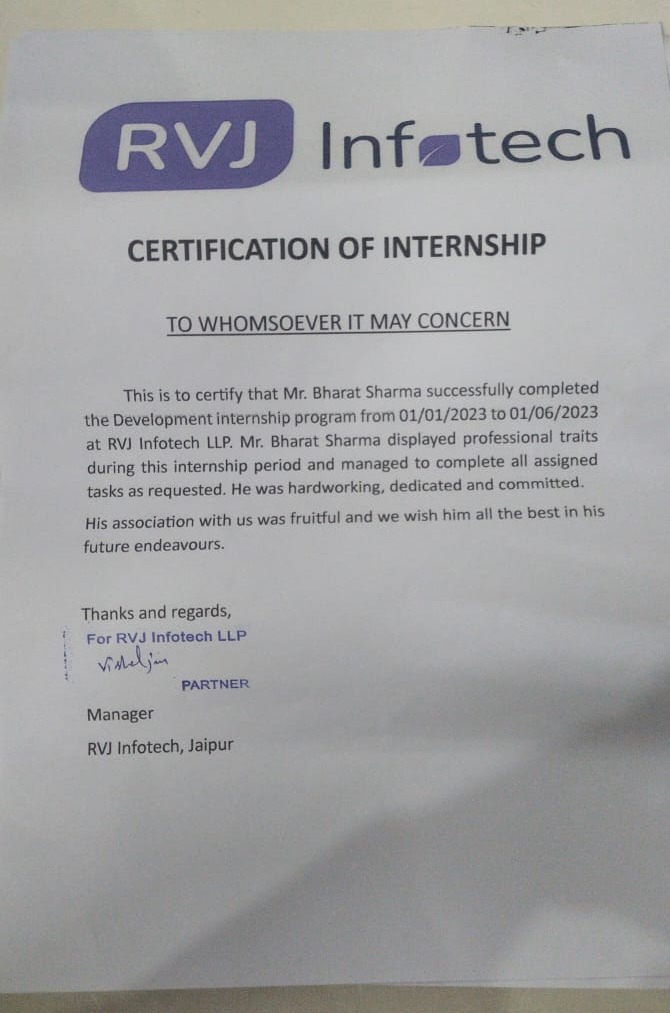 RVJ Infotech
CERTIFICATION OF INTERNSHIP
TO WHOMSOEVER IT MAY CONCERN
This is to certify that Mr. Bharat Sharma successfully completed
the Development internship program from 01/01/2023 to 01/06/2023
at RVJ Infotech LLP. Mr. Bharat Sharma displayed professional traits
during this internship period and managed to complete all assigned
tasks as requested. He was hardworking, dedicated and committed.
His association with us was fruitful and we wish him all the best in his
future endeavours.
Thanks and regards,
For RVJ Infotech LLP
PARTNER
Manager
RVJ Infotech, Jaipur